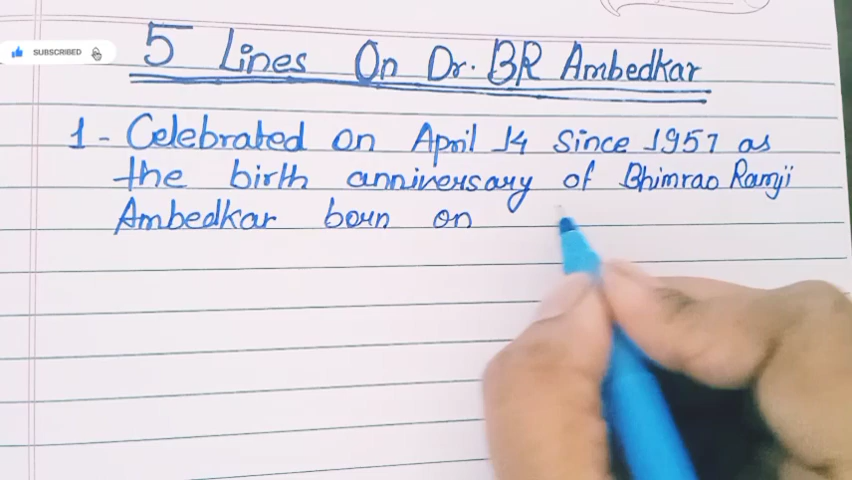 SUBSCRIBED
5 Lines On Dr. BR Ambedkar
1 - Celebrated on April 14 since 1957 as
the birth anniversary of Bhimrao Ramji
Ambedkar born on